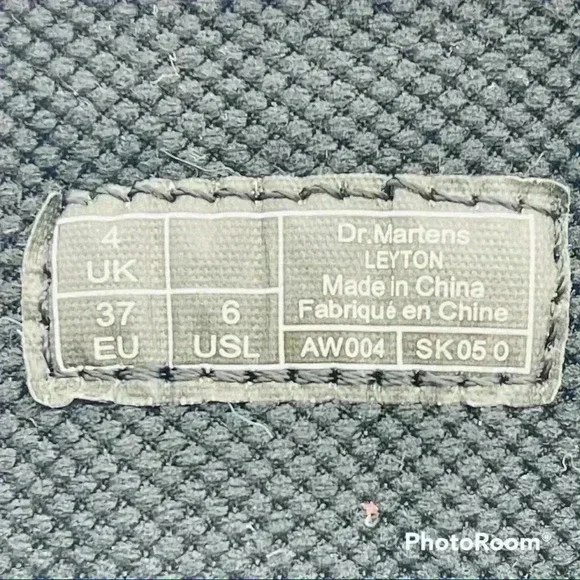 4
UK
37
EU
6
USL
Dr.Martens
LEYTON
Made in China
Fabriqué en Chine
AW004
SK05 0
PhotoRoom